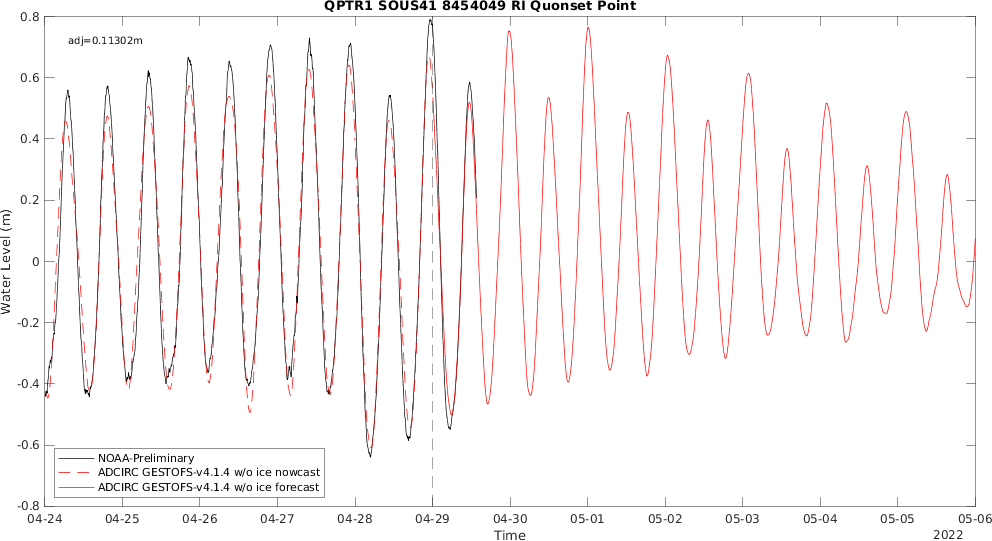 QPTR1 SOUS41 8454049 RI Quonset Point
adj=0.11302m
0.8
0.6
0.4
0.2
0
-0.2
-0.4
-0.6
-0.8
Water Level (m)
NOAA-Preliminary
ADCIRC GESTOFS-v4.1.4 w/o ice nowcast
ADCIRC GESTOFS-v4.1.4 w/o ice forecast
04-24 04-25 04-26 04-27 04-28 04-29 04-30 05-01 05-02 05-03 05-04 05-05 05-06
Time
2022